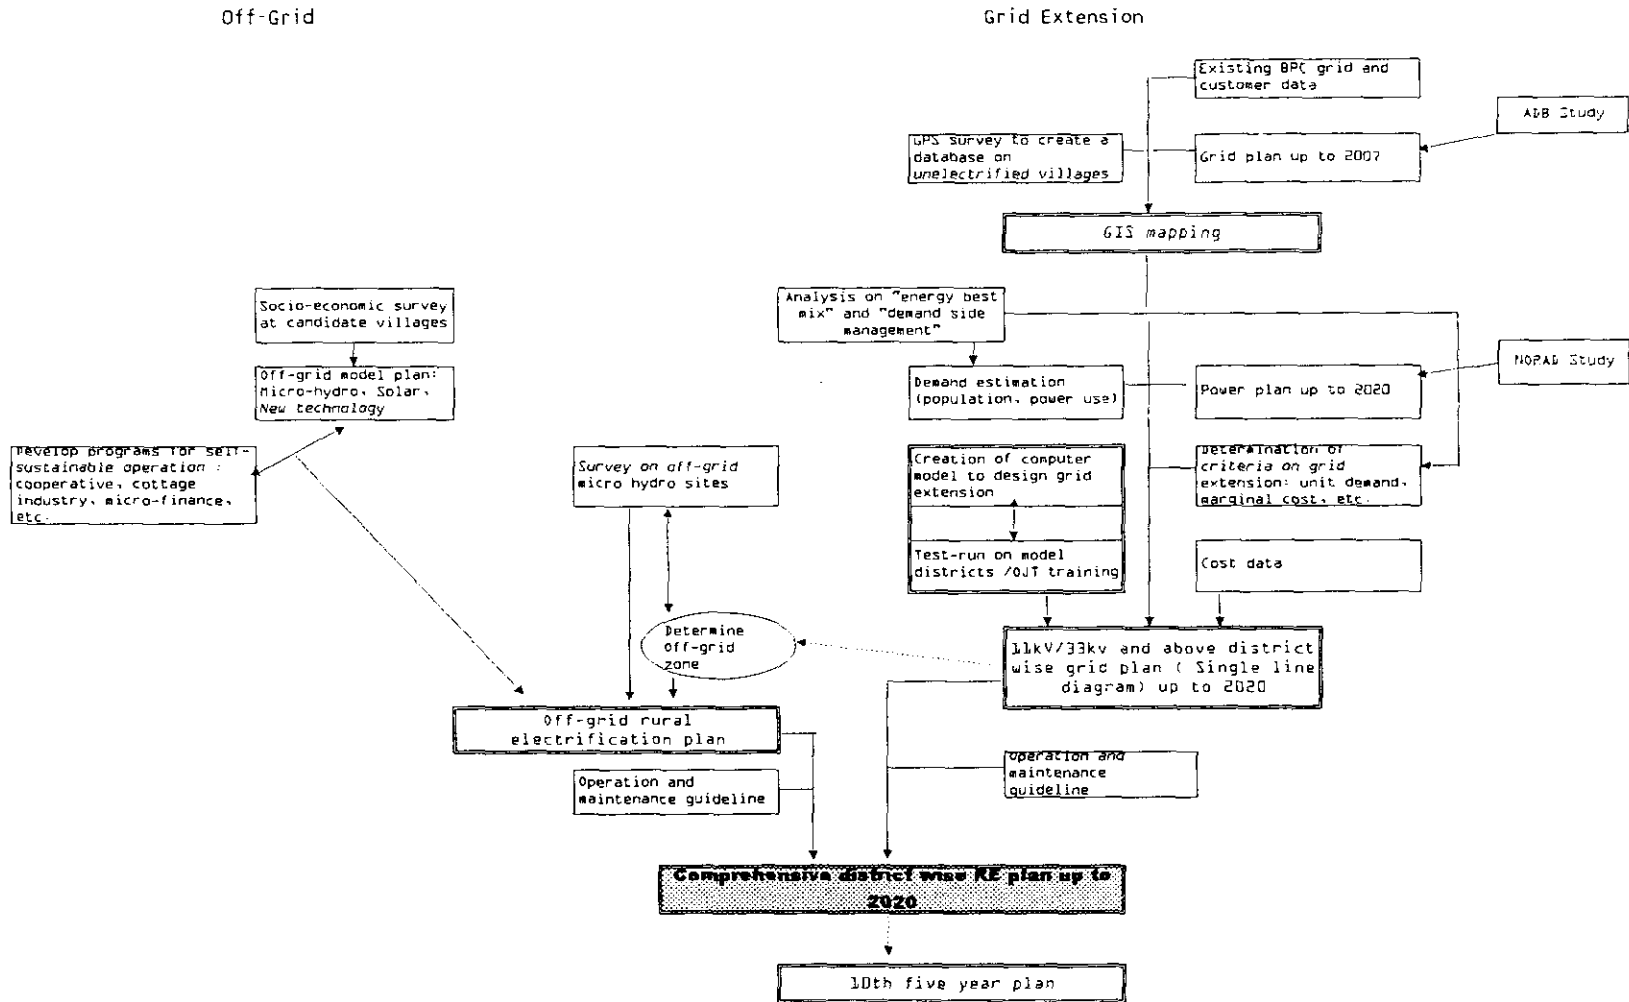 Off-Grid
Grid Extension
Existing BPC grid and
customer data
ADB Study
GPS survey to create a
database on
unelectrified villages
Grid plan up to 2007
GIS mapping
Socio-economic survey
at candidate villages
Analysis on "energy best
mix" and "demand side
management"
Off-grid model plan:
Micro-hydro, Solar,
New technology
Demand estimation
(population, power use)
Power plan up to 2020
NORAD Study
Develop programs for self-
sustainable operation :
cooperative, cottage
industry, micro-finance,
etc.
Survey on off-grid
micro hydro sites
Creation of computer
model to design grid
extension
Determination of
criteria on grid
extension: unit demand,
marginal cost, etc.
Test-run on model
districts /OJT training
Cost data
Determine
Off-grid
zone
11kV/33kv and above district
wise grid plan ( Single line
diagram) up to 2020
Off-grid rural
electrification plan
Operation and
maintenance guideline
Operation and
maintenance
guideline
Comprehensive district wise RE plan up to
2020
10th five year plan